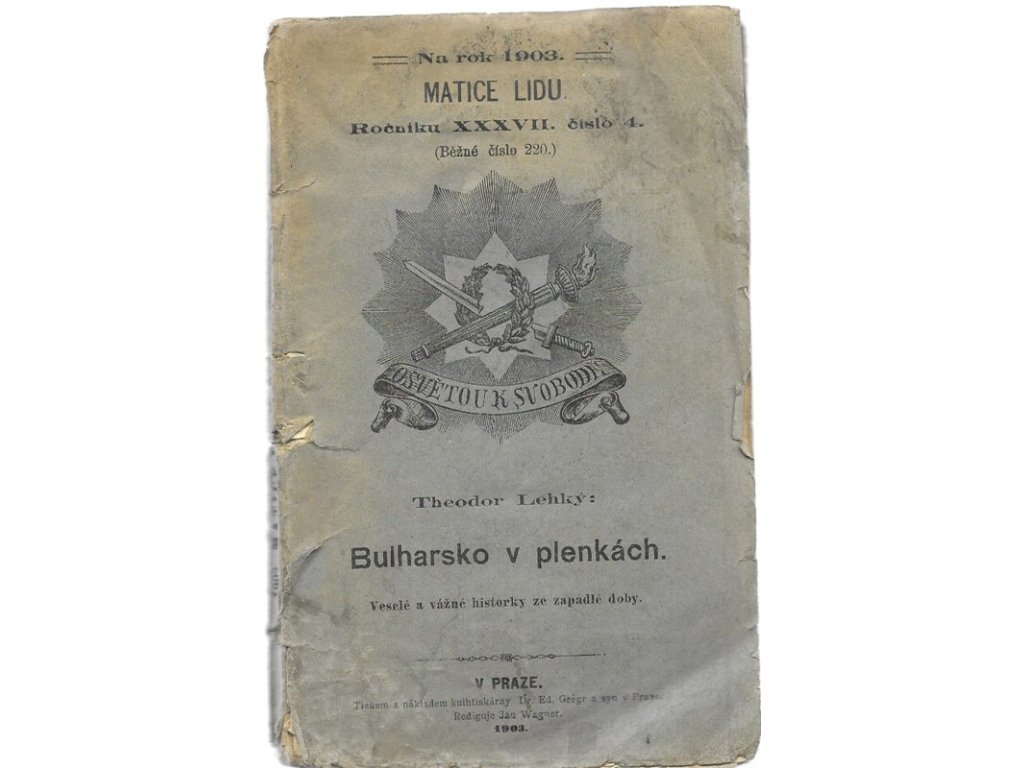 Na rok 1903.
MATICE LIDU.
Ročníku XXXVII. číslo 4.
(Běžné číslo 220.)
OSVĚTOU K SVOBODĚ
Theodor Lehký:
Bulharsko v plenkách.
Veselé a vážné historky ze zapadlé doby.
V PRAZE.
Tiskem a nákladem knihtiskárny Dr. Ed. Grégr a syn v Praze.
Rediguje Jan Wagner.
1903.